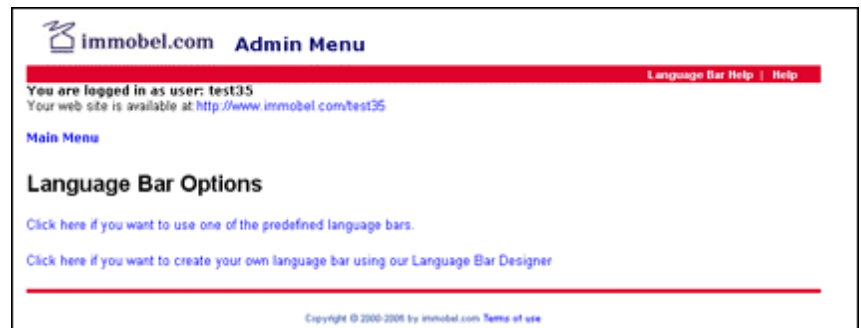 immobel.com Admin Menu
Language Bar Help | Help
You are logged in as user: test35
Your web site is available at http://www.immobel.com/test35
Main Menu
Language Bar Options
Click here if you want to use one of the predefined language bars.
Click here if you want to create your own language bar using our Language Bar Designer
Copyright © 2000-2006 by immobel.com Terms of use